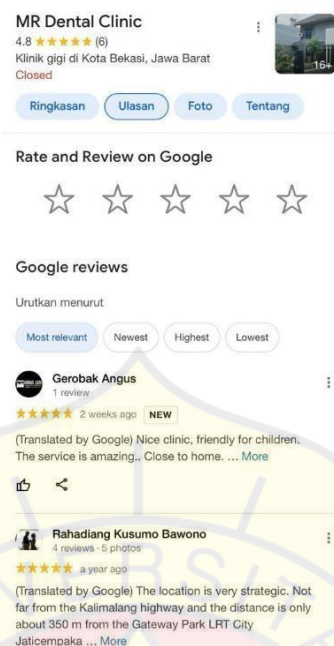 MR Dental Clinic
4.8 ★★★★★ (6)
Klinik gigi di Kota Bekasi, Jawa Barat
Closed
16+
Ringkasan Ulasan Foto Tentang
Rate and Review on Google
Google reviews
Urutkan menurut
Most relevant Newest Highest Lowest
Gerobak Angus
1 review
★★★★★ 2 weeks ago NEW
(Translated by Google) Nice clinic, friendly for children.
The service is amazing.. Close to home. ... More
Rahadiang Kusumo Bawono
4 reviews · 5 photos
★★★★★ a year ago
(Translated by Google) The location is very strategic. Not
far from the Kalimalang highway and the distance is only
about 350 m from the Gateway Park LRT City
Jaticempaka ... More